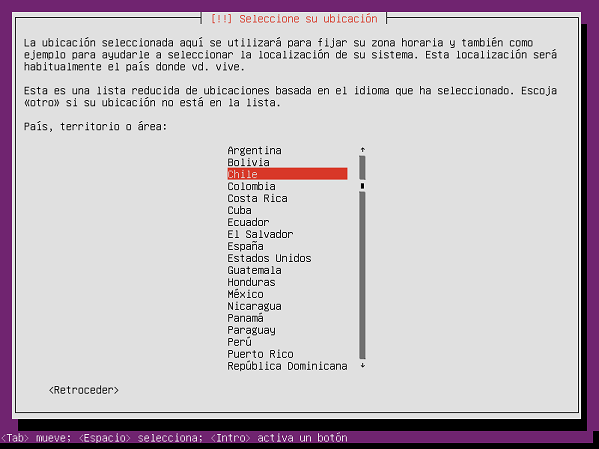 [!!] Seleccione su ubicación
La ubicación seleccionada aquí se utilizará para fijar su zona horaria y también como
ejemplo para ayudarle a seleccionar la localización de su sistema. Esta localización será
habitualmente el país donde vd. vive.
Esta es una lista reducida de ubicaciones basada en el idioma que ha seleccionado. Escoja
«otro» si su ubicación no está en la lista.
País, territorio o área:
Argentina
Bolivia
Chile
Colombia
Costa Rica
Cuba
Ecuador
El Salvador
España
Estados Unidos
Guatemala
Honduras
México
Nicaragua
Panamá
Paraguay
Perú
Puerto Rico
República Dominicana
<Retroceder>
<Tab> mueve; <Espacio> selecciona; <Intro> activa un botón